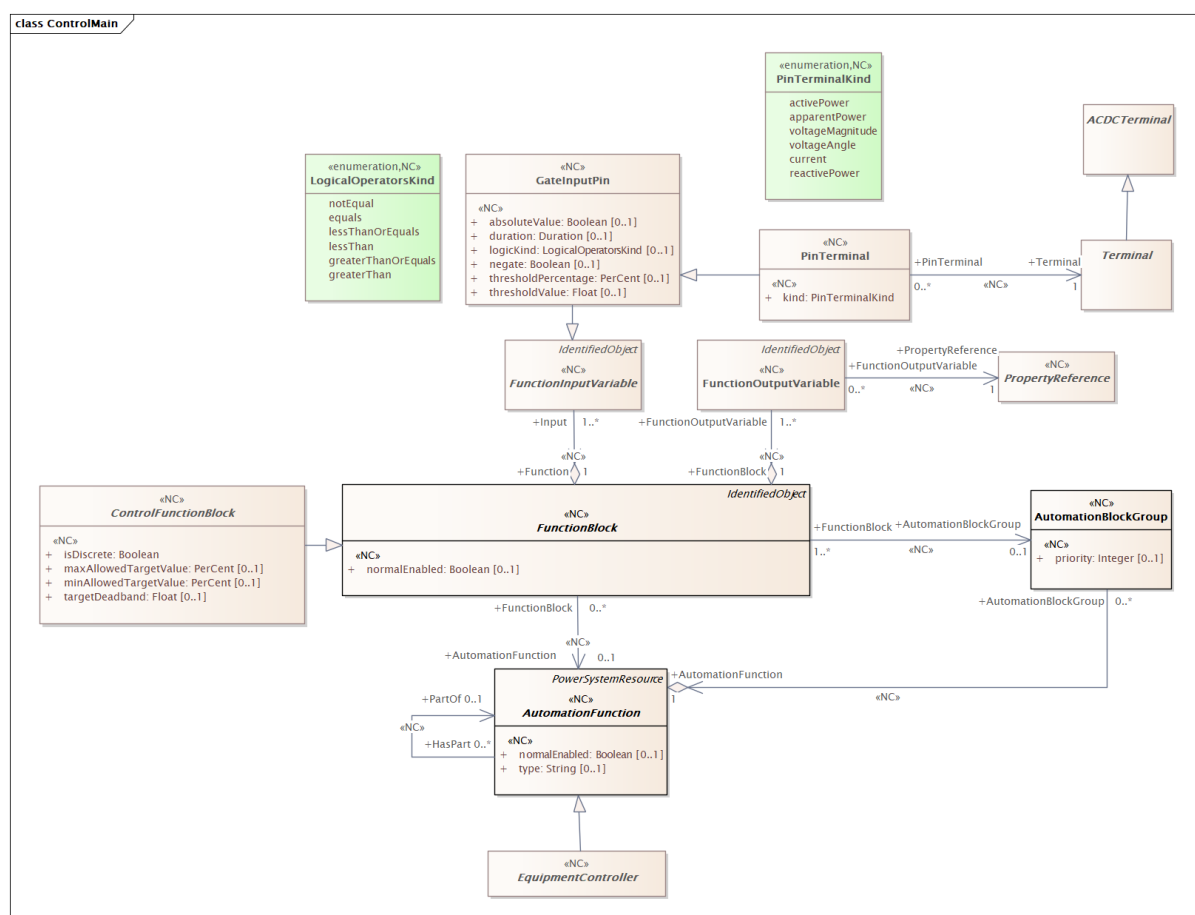 class ControlMain
«enumeration,NC»
PinTerminalKind
activePower
apparentPower
voltageMagnitude
voltageAngle
current
reactivePower
ACDCTerminal
«enumeration,NC»
LogicalOperatorsKind
notEqual
equals
lessThanOrEquals
lessThan
greaterThanOrEquals
greaterThan
«NC»
GateInputPin
«NC»
+ absoluteValue: Boolean [0..1]
+ duration: Duration [0..1]
+ logicKind: LogicalOperatorsKind [0..1]
+ negate: Boolean [0..1]
+ thresholdPercentage: PerCent [0..1]
+ thresholdValue: Float [0..1]
«NC»
PinTerminal
«NC»
+ kind: PinTerminalKind
+PinTerminal +Terminal
0..* «NC» 1
Terminal
IdentifiedObject
«NC»
FunctionInputVariable
IdentifiedObject
«NC»
FunctionOutputVariable
+PropertyReference
+FunctionOutputVariable
0..* «NC» 1
«NC»
PropertyReference
+Input 1..*
«NC»
+Function 1
+FunctionOutputVariable 1..*
«NC»
+FunctionBlock 1
«NC»
ControlFunctionBlock
«NC»
+ isDiscrete: Boolean
+ maxAllowedTargetValue: PerCent [0..1]
+ minAllowedTargetValue: PerCent [0..1]
+ targetDeadband: Float [0..1]
IdentifiedObject
«NC»
FunctionBlock
«NC»
+ normalEnabled: Boolean [0..1]
+FunctionBlock +AutomationBlockGroup
1..* «NC» 0..1
«NC»
AutomationBlockGroup
«NC»
+ priority: Integer [0..1]
+FunctionBlock 0..*
«NC»
+AutomationFunction 0..1
+AutomationBlockGroup 0..*
+AutomationFunction
1 «NC»
PowerSystemResource
«NC»
AutomationFunction
«NC»
+ normalEnabled: Boolean [0..1]
+ type: String [0..1]
+PartOf 0..1
«NC»
+HasPart 0..*
«NC»
EquipmentController